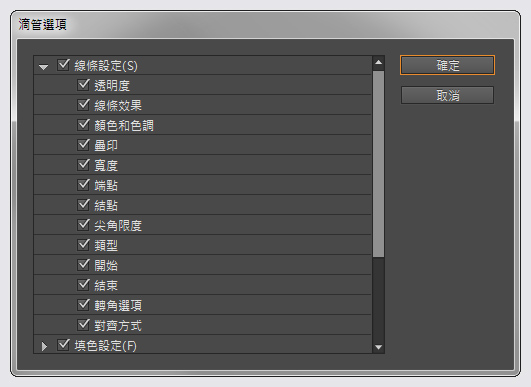 滴管選項
線條設定(S)
確定
透明度
取消
線條效果
顏色和色調
疊印
寬度
端點
結點
尖角限度
類型
開始
結束
轉角選項
對齊方式
填色設定(F)